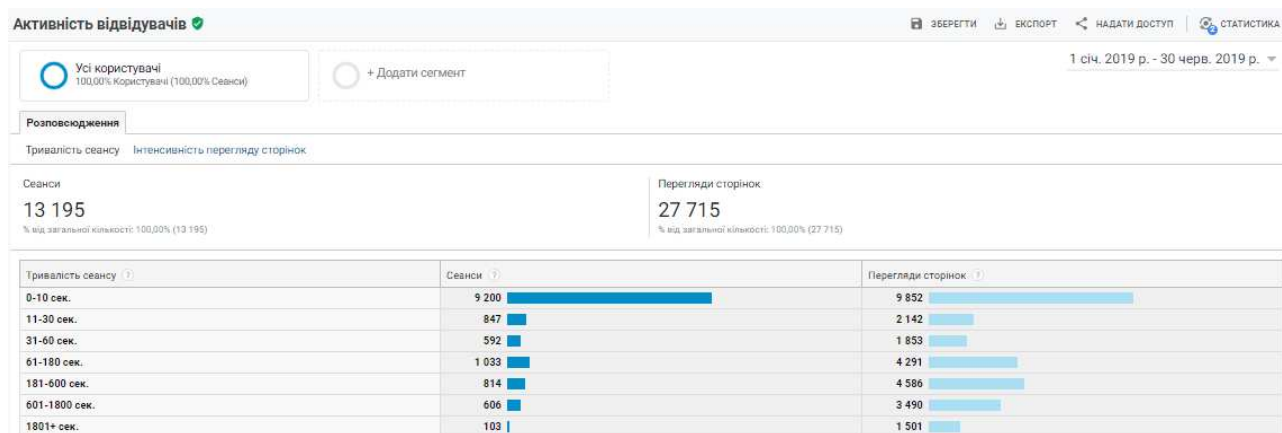 Активність відвідувачів
ЗБЕРЕГТИ ЕКСПОРТ НАДАТИ ДОСТУП СТАТИСТИКА
1 січ. 2019 р. - 30 черв. 2019 р.
Усі користувачі
100,00% Користувачі (100,00% Сеанси)
+ Додати сегмент
Розповсюдження
Тривалість сеансу Інтенсивність перегляду сторінок
Сеанси Перегляди сторінок
13 195 27 715
% від загальної кількості: 100,00% (13 195) % від загальної кількості: 100,00% (27 715)
Тривалість сеансу ? Сеанси ? Перегляди сторінок ?
0-10 сек. 9 200 9 852
11-30 сек. 847 2 142
31-60 сек. 592 1 853
61-180 сек. 1 033 4 291
181-600 сек. 814 4 586
601-1800 сек. 606 3 490
1801+ сек. 103 1 501